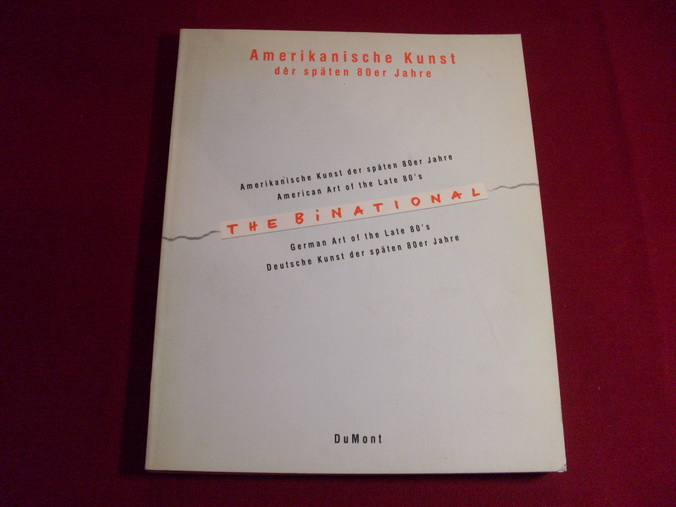 Amerikanische Kunst
der späten 80er Jahre
Amerikanische Kunst der späten 80er Jahre
American Art of the Late 80's
THE BiNATIONAL
German Art of the Late 80's
Deutsche Kunst der späten 80er Jahre
DuMont